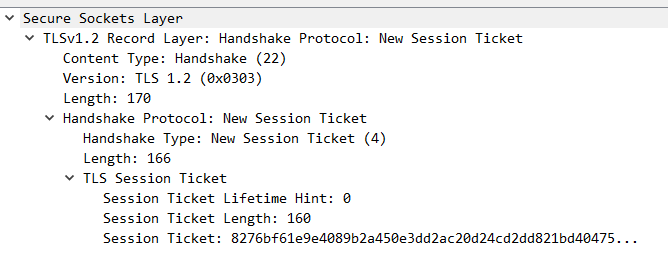 Secure Sockets Layer
TLSv1.2 Record Layer: Handshake Protocol: New Session Ticket
Content Type: Handshake (22)
Version: TLS 1.2 (0x0303)
Length: 170
Handshake Protocol: New Session Ticket
Handshake Type: New Session Ticket (4)
Length: 166
TLS Session Ticket
Session Ticket Lifetime Hint: 0
Session Ticket Length: 160
Session Ticket: 8276bf61e9e4089b2a450e3dd2ac20d24cd2dd821bd40475...